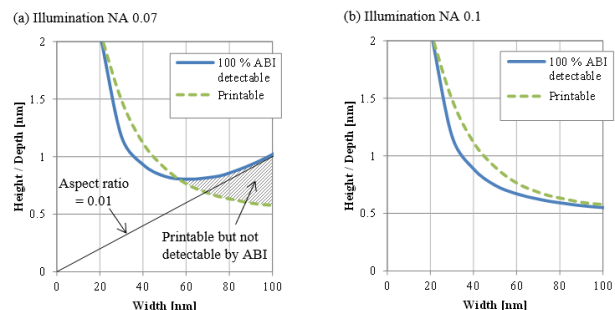 (a) Illumination NA 0.07
2
1.5
1
0.5
0
0
20
40
60
80
100
Height / Depth [nm]
Width [nm]
100 % ABI
detectable
Printable
Aspect ratio
= 0.01
Printable but not
detectable by ABI
(b) Illumination NA 0.1
2
1.5
1
0.5
0
0
20
40
60
80
100
Height / Depth [nm]
Width [nm]
100 % ABI
detectable
Printable